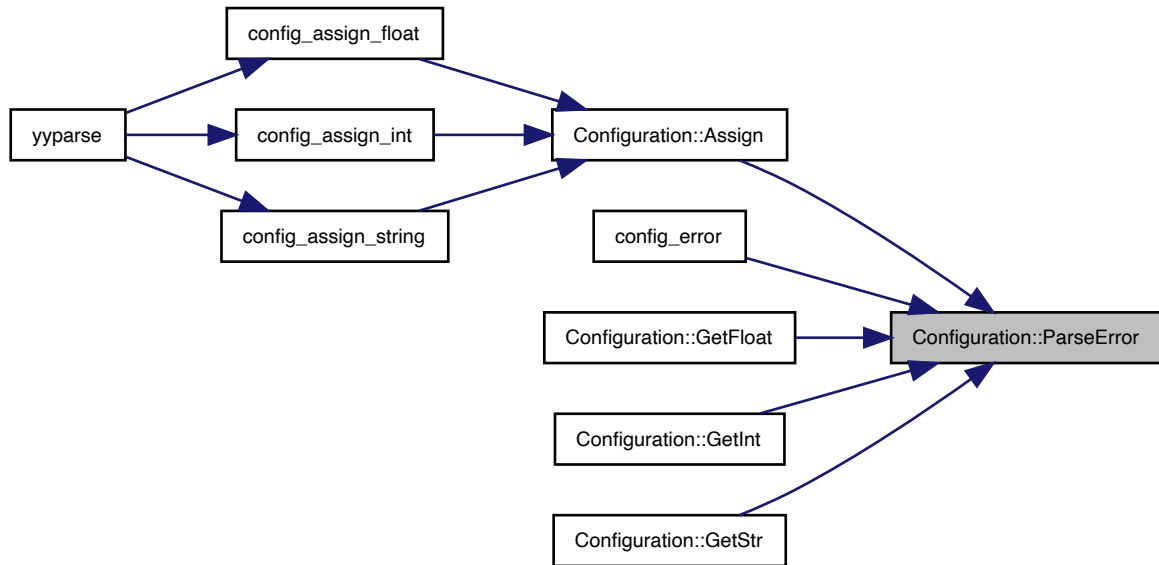 config_assign_float
yyparse
config_assign_int
Configuration::Assign
config_assign_string
config_error
Configuration::GetFloat
Configuration::ParseError
Configuration::GetInt
Configuration::GetStr